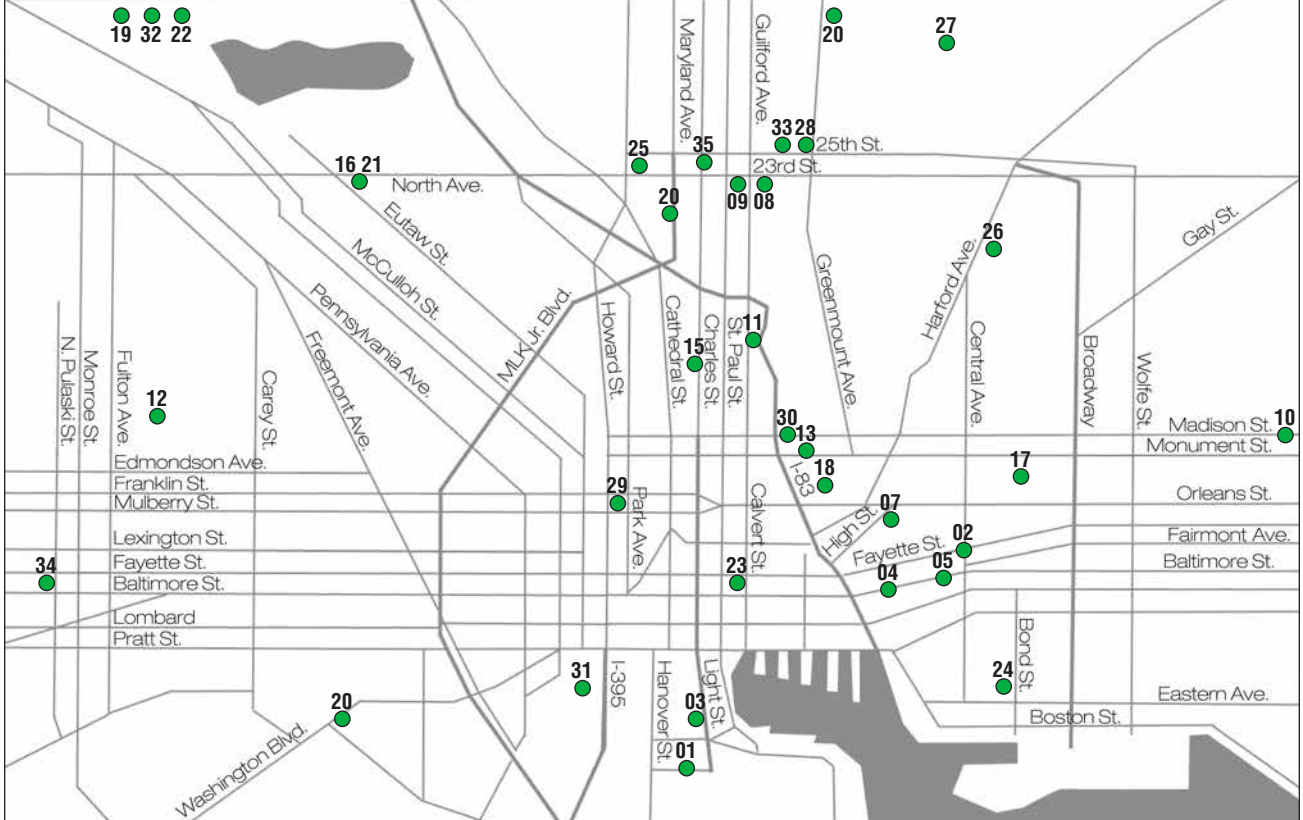 19 32 22
20
27
Maryland Ave.
Guilford Ave.
33 28
25th St.
25
35
23rd St.
16 21
North Ave.
09 08
20
Eutaw St.
McCulloh St.
Pennsylvania Ave.
Freemont Ave.
MLK Jr. Blvd.
Gay St.
26
Harford Ave.
Greenmount Ave.
Howard St.
Cathedral St.
Charles St.
St. Paul St.
11
15
Central Ave.
Broadway
Wolfe St.
N. Pulaski St.
Monroe St.
Fulton Ave.
Carey St.
12
30
13
Madison St.
10
Monument St.
Edmondson Ave.
I-83
18
17
Franklin St.
29
Park Ave.
Calvert St.
Orleans St.
Mulberry St.
07
High St.
Lexington St.
Fayette St.
02
Fairmont Ave.
Fayette St.
05
Baltimore St.
34
Baltimore St.
23
04
Lombard
Pratt St.
Bond St.
31
I-395
Hanover St.
Light St.
24
Eastern Ave.
20
03
Boston St.
Washington Blvd.
01